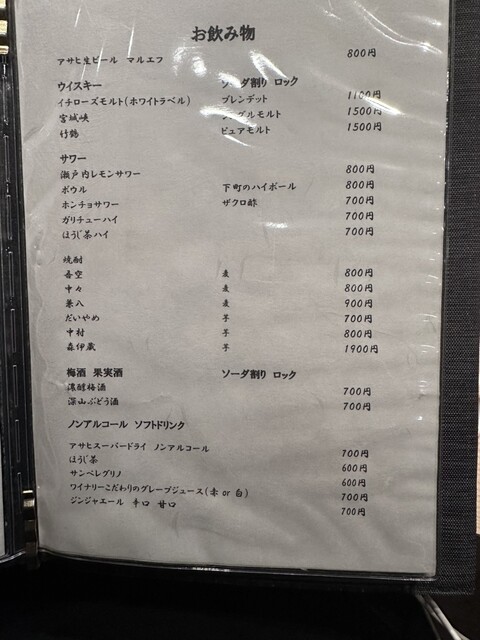 お飲み物
アサヒ生ビール マルエフ 800円
ウイスキー ソーダ割り ロック
イチローズモルト(ホワイトラベル) ブレンデット 1100円
宮城峡 シングルモルト 1500円
竹鶴 ピュアモルト 1500円
サワー
瀬戸内レモンサワー 800円
ボウル 下町のハイボール 800円
ホンチョサワー ザクロ酢 700円
ガリチューハイ 700円
ほうじ茶ハイ 700円
焼酎
吾空 麦 800円
中々 麦 800円
兼八 麦 900円
だいやめ 芋 700円
中村 芋 800円
森伊蔵 芋 1900円
梅酒 果実酒 ソーダ割り ロック
濃醇梅酒 700円
深山ぶどう酒 700円
ノンアルコール ソフトドリンク
アサヒスーパードライ ノンアルコール 700円
ほうじ茶 600円
サンペレグリノ 600円
ワイナリーこだわりのグレープジュース(赤 or 白) 700円
ジンジャエール 辛口 甘口 700円